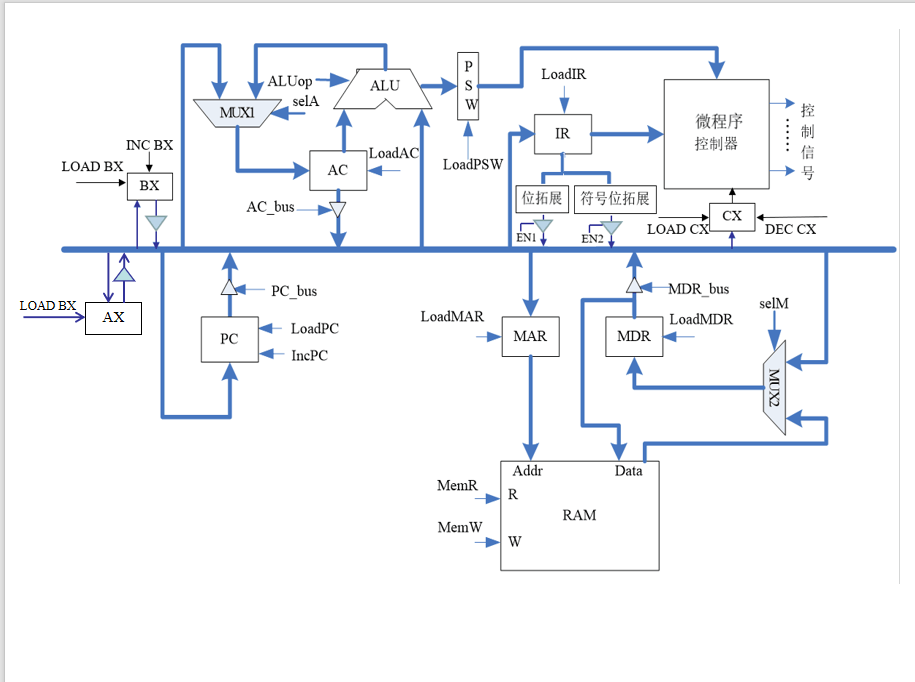 ALUop
ALU
P
S
W
LoadIR
selA
MUX1
IR
微程序
控制器
控
制
信
号
INC BX
LOAD BX
BX
AC
LoadAC
LoadPSW
AC_bus
位拓展
符号位拓展
EN1
EN2
CX
LOAD CX
DEC CX
LOAD BX
AX
PC_bus
PC
LoadPC
IncPC
LoadMAR
MAR
MDR_bus
LoadMDR
MDR
selM
MUX2
Addr
Data
MemR
R
RAM
MemW
W